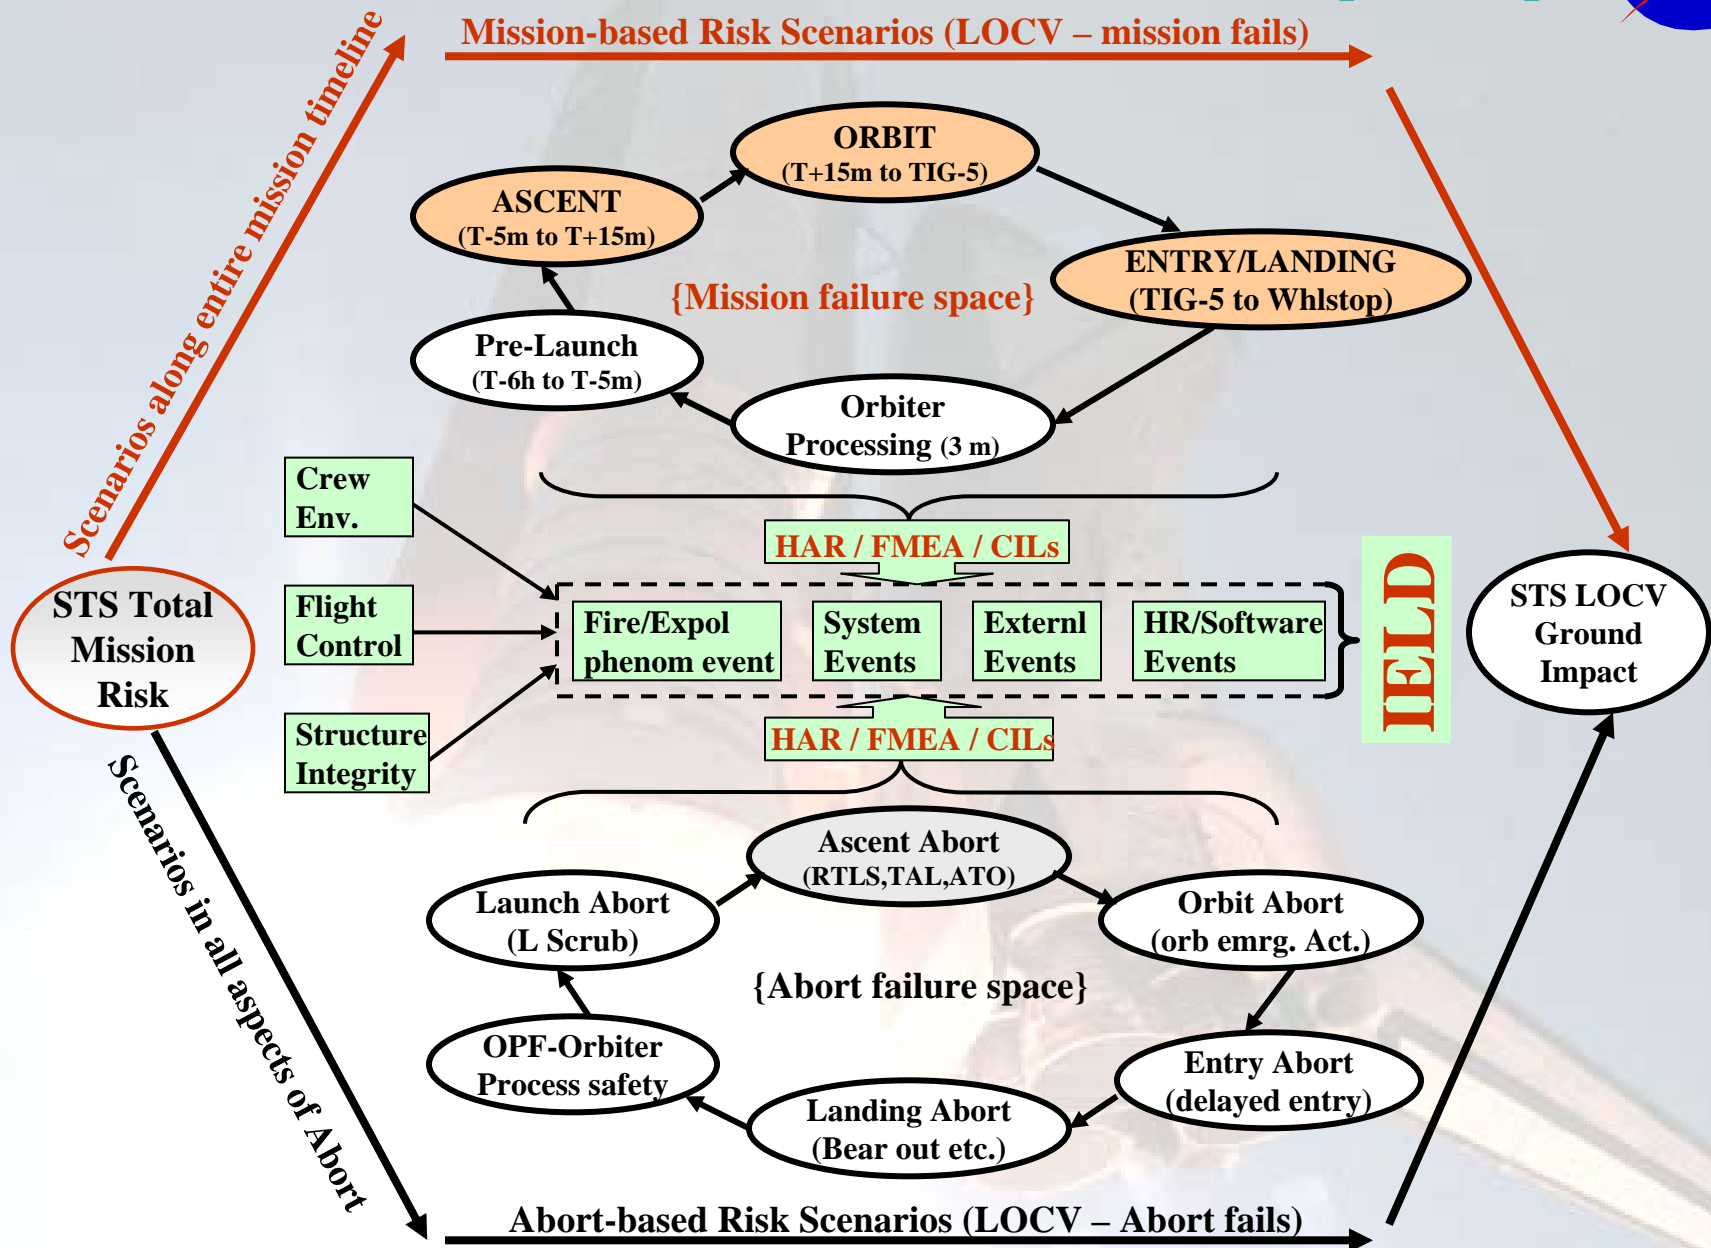 Mission-based Risk Scenarios (LOCV – mission fails)
Scenarios along entire mission timeline
ORBIT
(T+15m to TIG-5)
ASCENT
(T-5m to T+15m)
ENTRY/LANDING
(TIG-5 to Whlstop)
{Mission failure space}
Pre-Launch
(T-6h to T-5m)
Orbiter
Processing (3 m)
Crew
Env.
HAR / FMEA / CILs
STS Total
Mission
Risk
Flight
Control
Fire/Expol
phenom event
System
Events
Externl
Events
HR/Software
Events
IELD
STS LOCV
Ground
Impact
Structure
Integrity
HAR / FMEA / CILs
Scenarios in all aspects of Abort
Ascent Abort
(RTLS,TAL,ATO)
Launch Abort
(L Scrub)
Orbit Abort
(orb emrg. Act.)
{Abort failure space}
OPF-Orbiter
Process safety
Entry Abort
(delayed entry)
Landing Abort
(Bear out etc.)
Abort-based Risk Scenarios (LOCV – Abort fails)